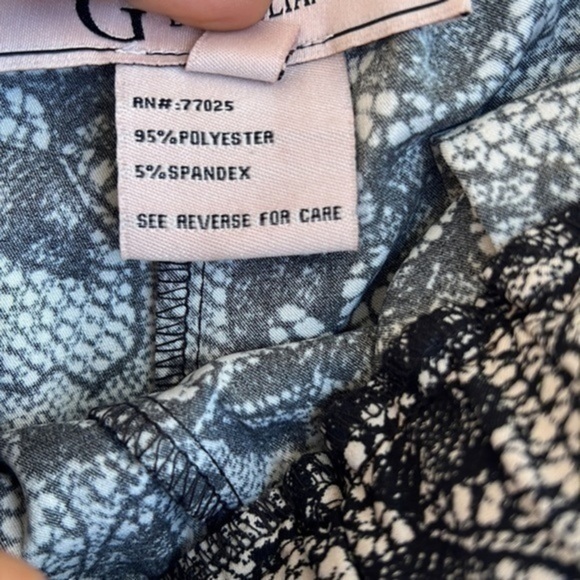 G
RN#:77025
95%POLYESTER
5%SPANDEX
SEE REVERSE FOR CARE